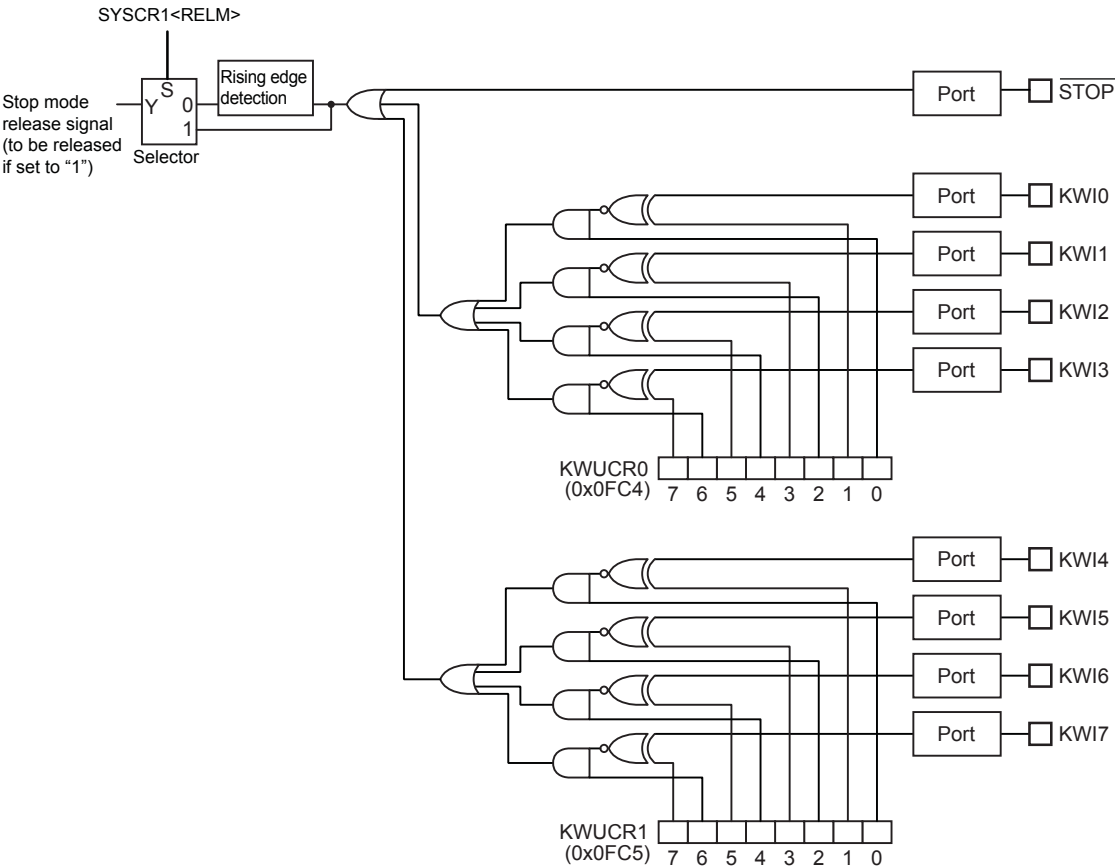 SYSCR1<RELM>
Stop mode
release signal
(to be released
if set to “1”)
Y
S
0
1
Selector
Rising edge
detection
Port
STOP
Port
KWI0
Port
KWI1
Port
KWI2
Port
KWI3
KWUCR0
(0x0FC4)
7 6 5 4 3 2 1 0
Port
KWI4
Port
KWI5
Port
KWI6
Port
KWI7
KWUCR1
(0x0FC5)
7 6 5 4 3 2 1 0